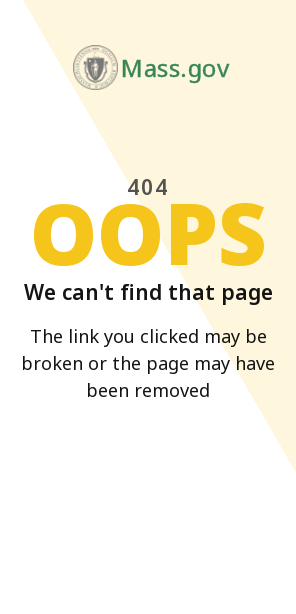 Mass.gov
404
OOPS
We can't find that page
The link you clicked may be
broken or the page may have
been removed